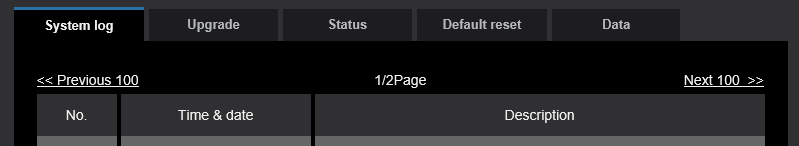 System log Upgrade Status Default reset Data
<< Previous 100 1/2Page Next 100 >>
No. Time & date Description